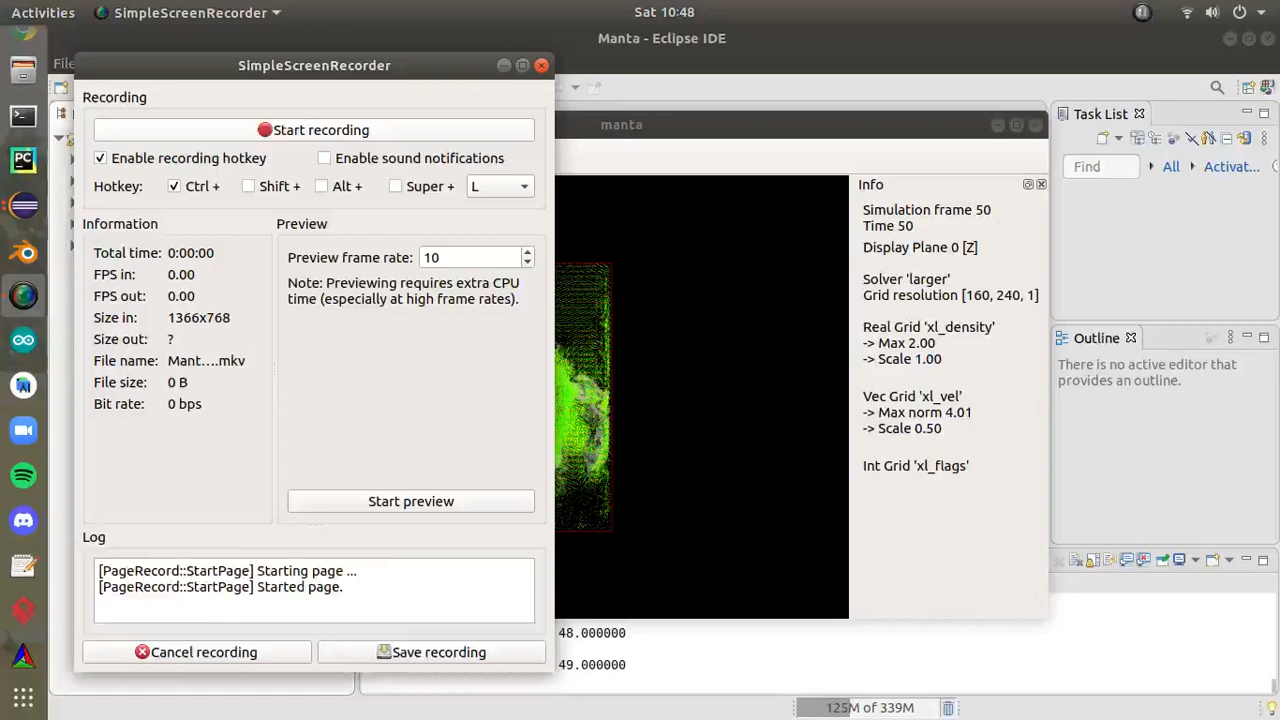 Activities
SimpleScreenRecorder
Sat 10:48
Manta - Eclipse IDE
SimpleScreenRecorder
Recording
Start recording
Enable recording hotkey
Enable sound notifications
Hotkey:
Ctrl +
Shift +
Alt +
Super +
L
Information
Total time: 0:00:00
FPS in: 0.00
FPS out: 0.00
Size in: 1366x768
Size out: ?
File name: Mant….mkv
File size: 0 B
Bit rate: 0 bps
Preview
Preview frame rate: 10
Note: Previewing requires extra CPU
time (especially at high frame rates).
Start preview
Log
[PageRecord::StartPage] Starting page ...
[PageRecord::StartPage] Started page.
Cancel recording
Save recording
manta
Info
Simulation frame 50
Time 50
Display Plane 0 [Z]
Solver 'larger'
Grid resolution [160, 240, 1]
Real Grid 'xl_density'
-> Max 2.00
-> Scale 1.00
Vec Grid 'xl_vel'
-> Max norm 4.01
-> Scale 0.50
Int Grid 'xl_flags'
48.000000
49.000000
Task List
Find
All
Activat...
Outline
There is no active editor that
provides an outline.
125M of 339M
PC